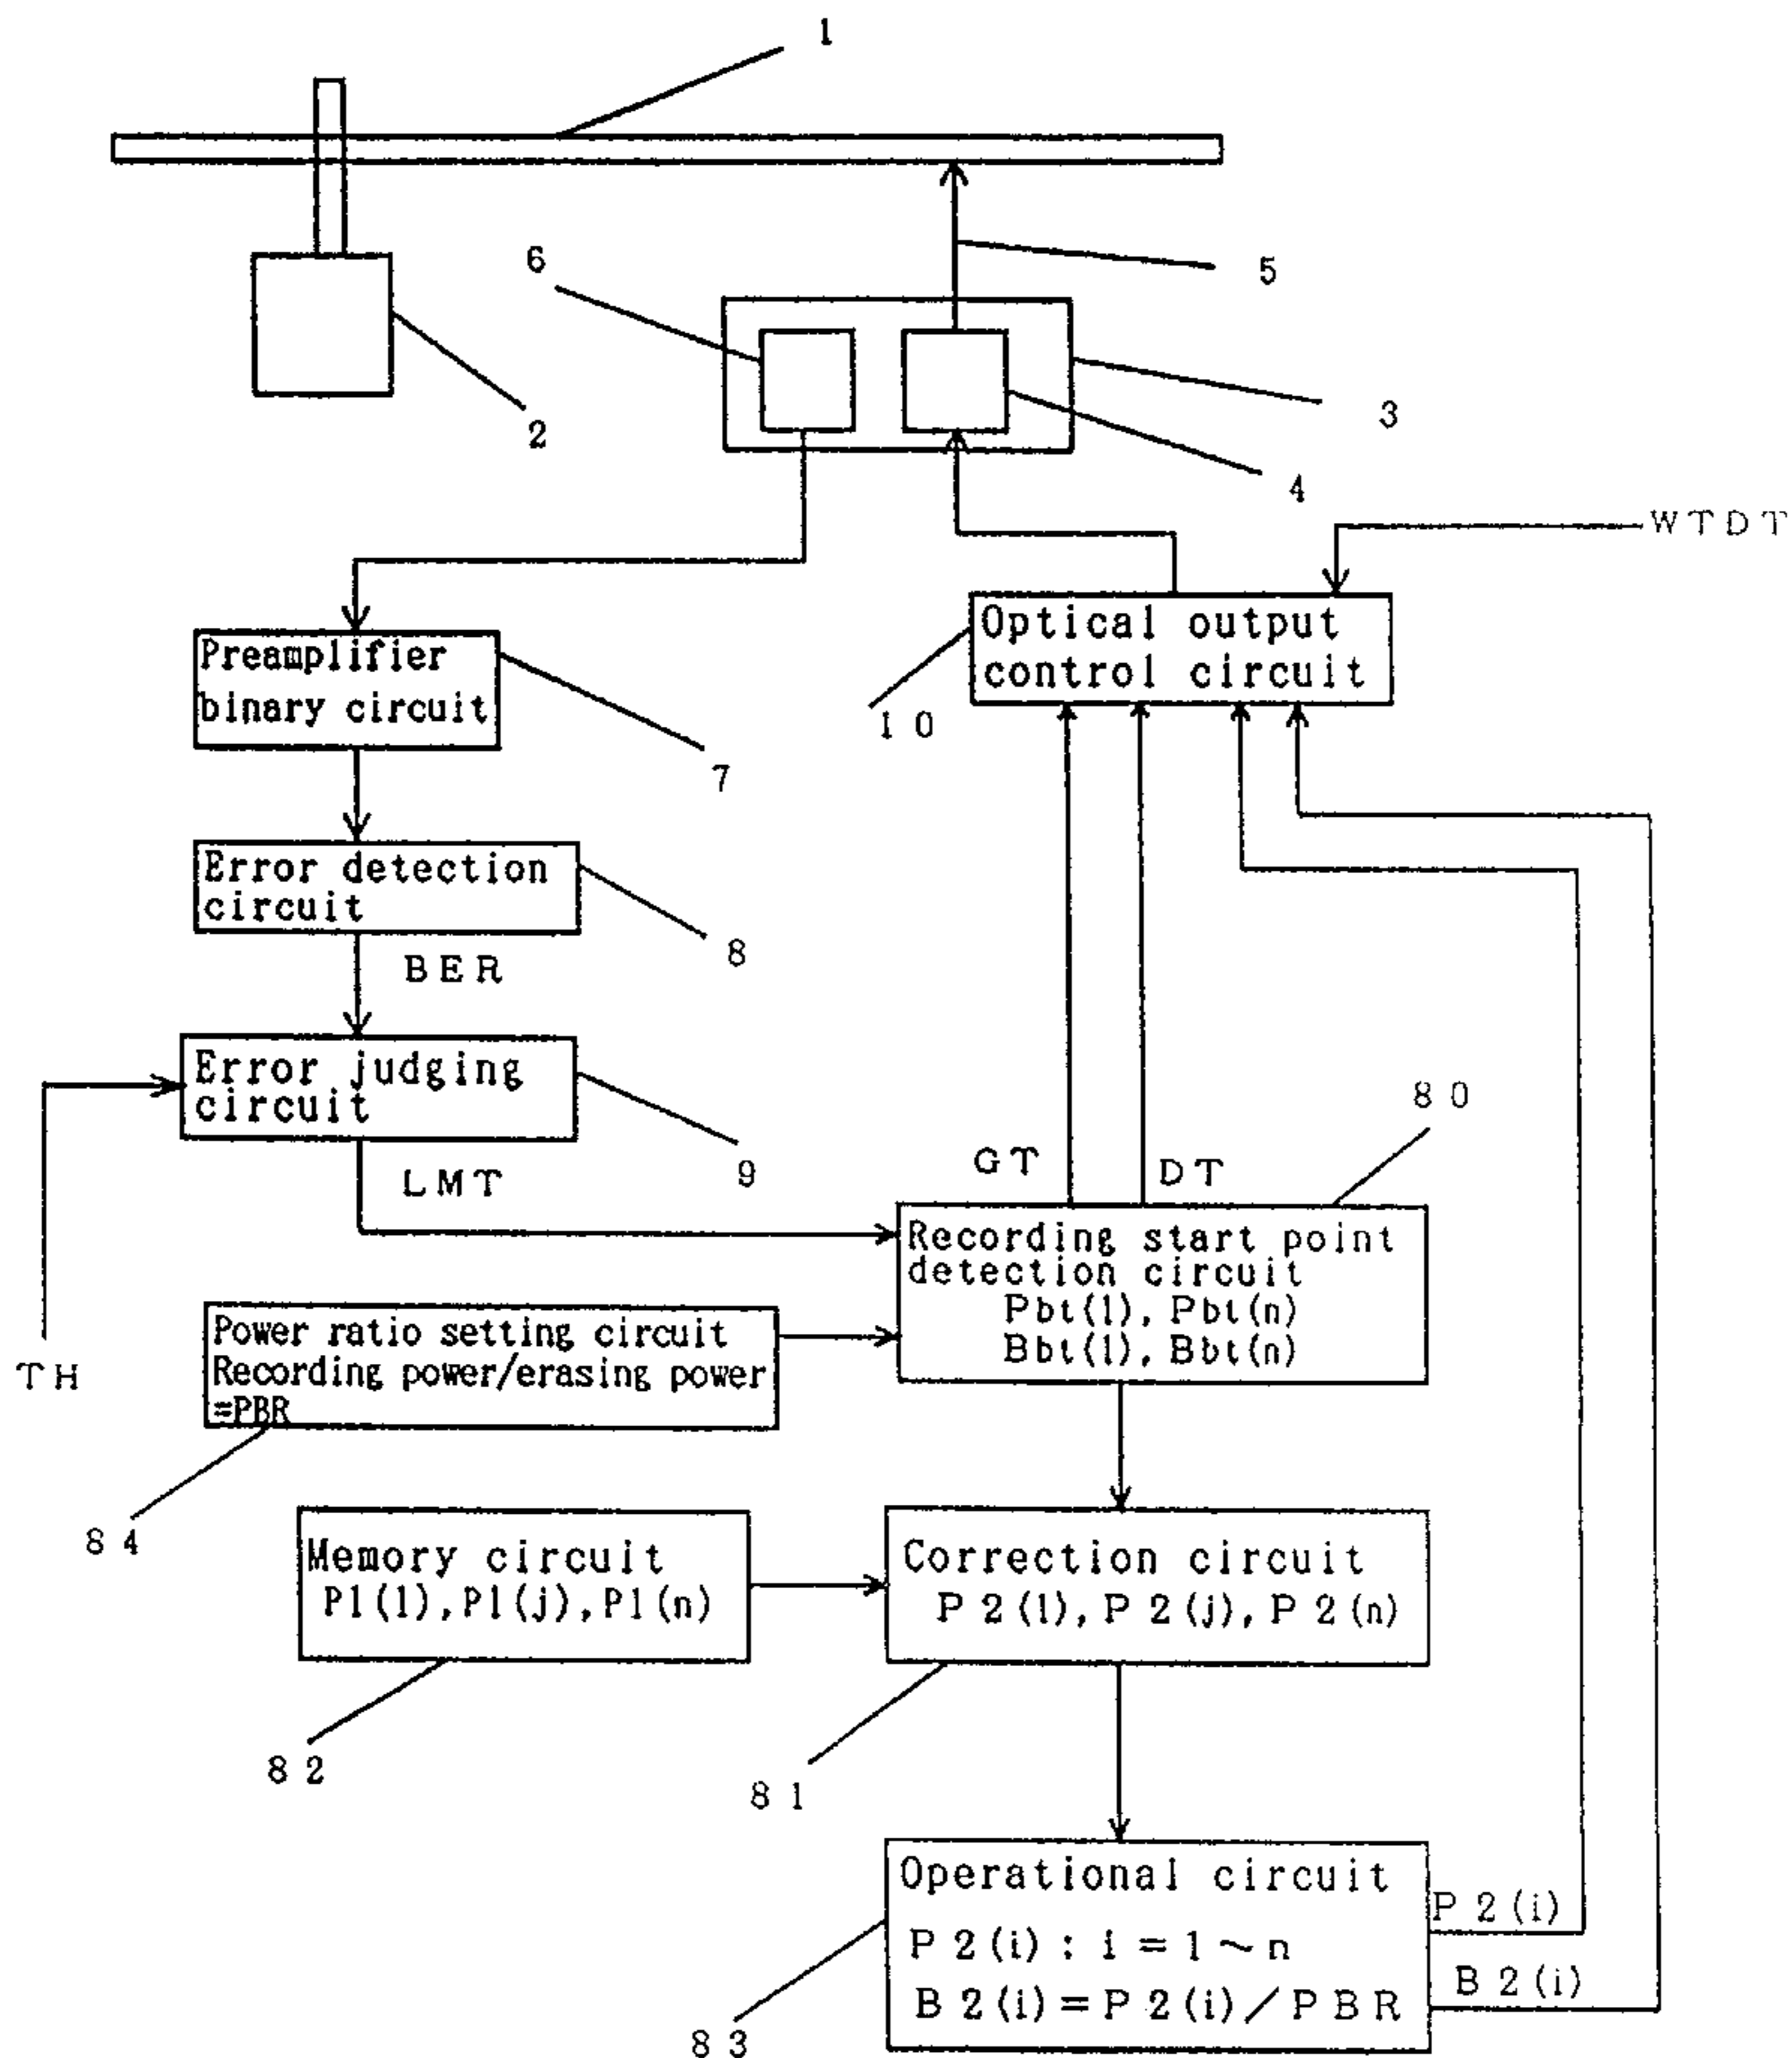 1
6
5
2
3
4
WTDT
Optical output
control circuit
10
Preamplifier
binary circuit
7
Error detection
circuit
8
BER
Error judging
circuit
9
80
GT
DT
LMT
Recording start point
detection circuit
Pbt(1), Pbt(n)
Bbt(1), Bbt(n)
Power ratio setting circuit
Recording power/erasing power
=PBR
TH
84
Memory circuit
P1(1), P1(j), P1(n)
Correction circuit
P2(1), P2(j), P2(n)
82
81
Operational circuit
P2(i) : i = 1 ~ n
B2(i) = P2(i) / PBR
P2(i)
B2(i)
83